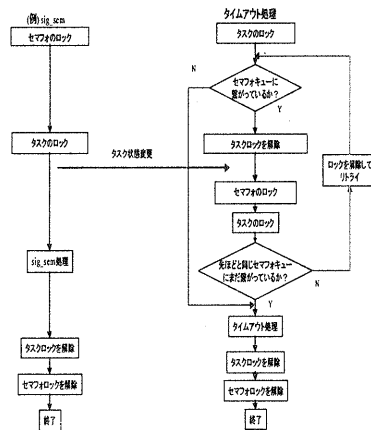 (例) sig_sem
セマフォのロック
タスクのロック
タスク状態変更
sig_sem処理
タスクロックを解除
セマフォロックを解除
終了
タイムアウト処理
タスクのロック
N
セマフォキューに
繋がっているか？
Y
タスクロックを解除
セマフォのロック
タスクのロック
先ほどと同じセマフォキュー
にまだ繋がっているか？
N
ロックを解除して
リトライ
Y
タイムアウト処理
タスクロックを解除
セマフォロックを解除
終了